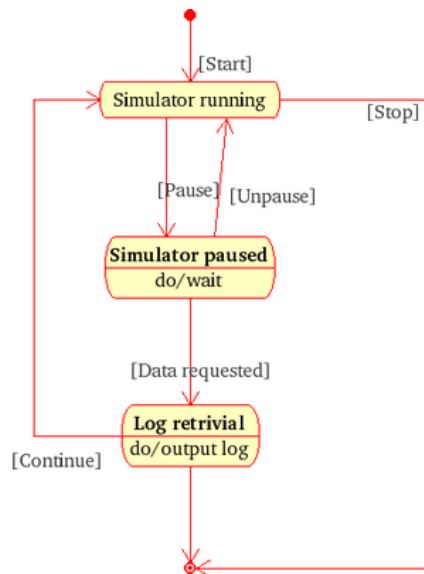 [Start]
Simulator running
[Stop]
[Pause]
[Unpause]
Simulator paused
do/wait
[Data requested]
Log retrivial
do/output log
[Continue]